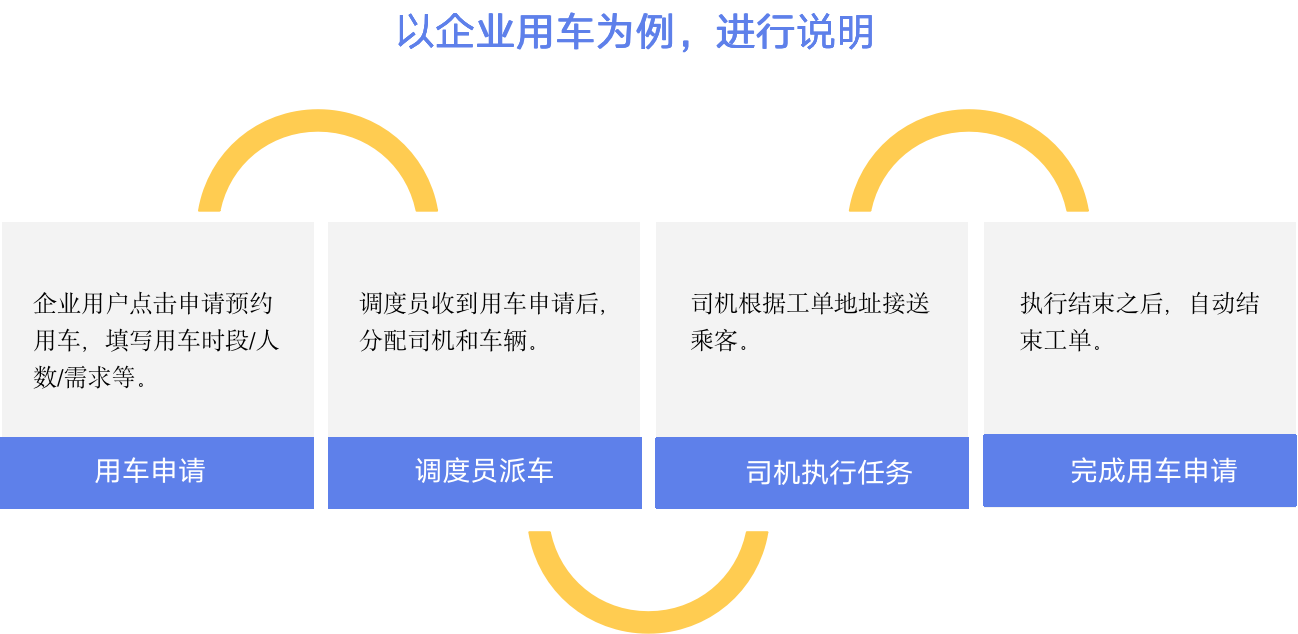 以企业用车为例，进行说明
企业用户点击申请预约
用车，填写用车时段/人
数/需求等。
用车申请
调度员收到用车申请后，
分配司机和车辆。
调度员派车
司机根据工单地址接送
乘客。
司机执行任务
执行结束之后，自动结
束工单。
完成用车申请